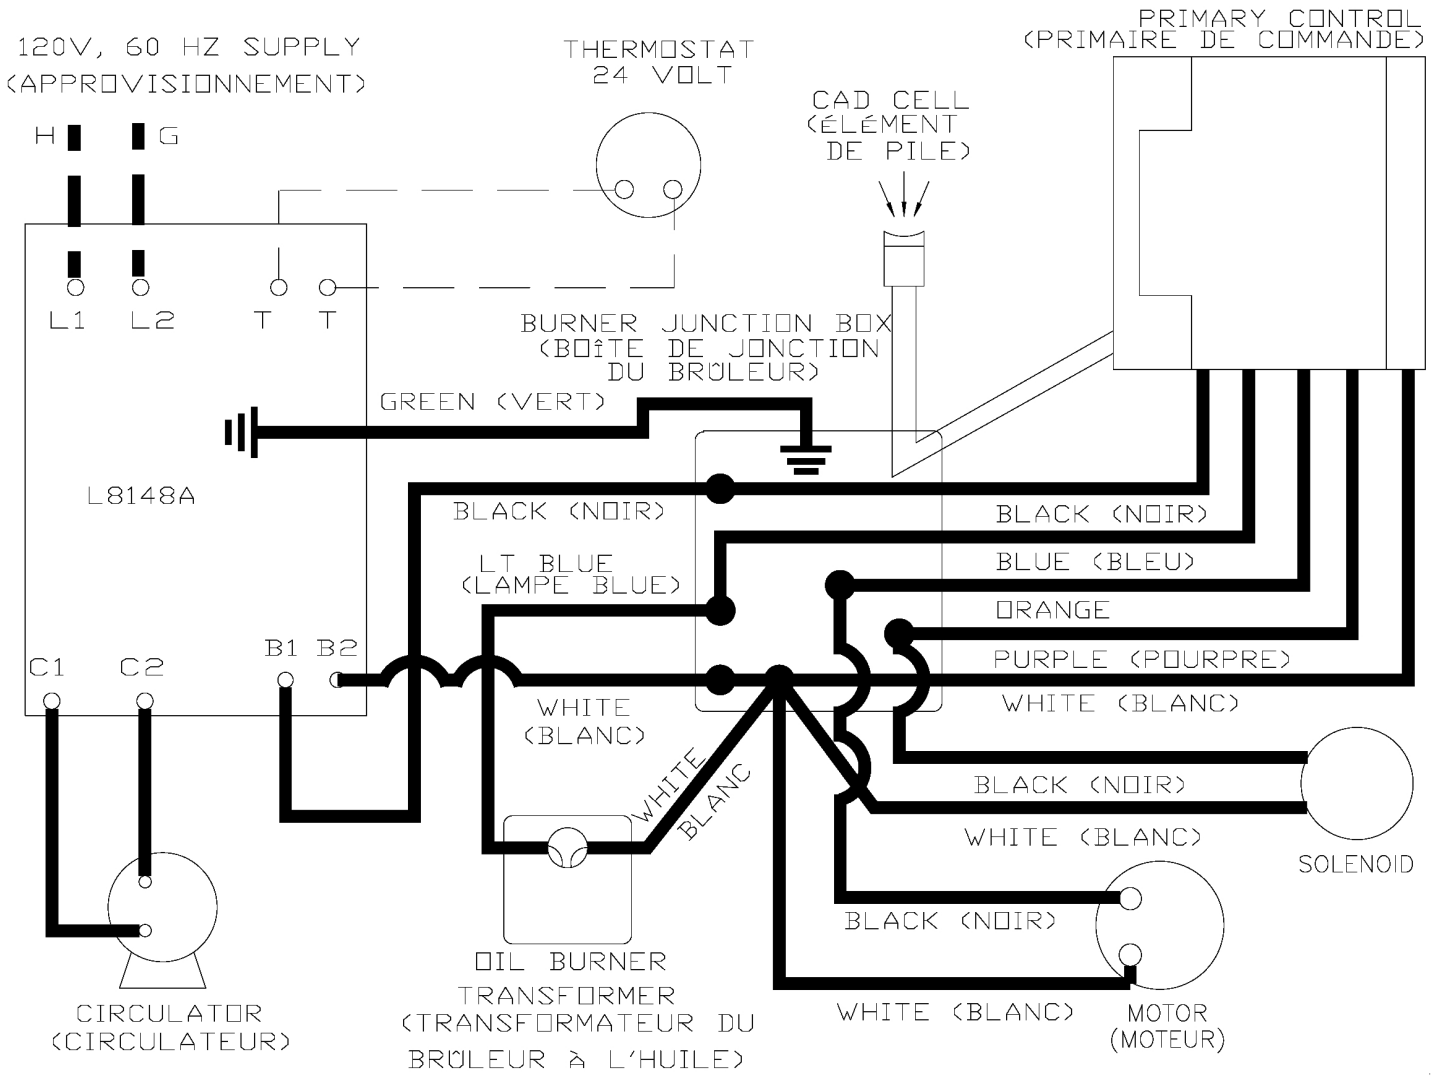 120V, 60 HZ SUPPLY
(APPROVISIONNEMENT)
H
G
THERMOSTAT
24 VOLT
CAD CELL
(ÉLÉMENT
DE PILE)
PRIMARY CONTROL
(PRIMAIRE DE COMMANDE)
L1
L2
T
T
BURNER JUNCTION BOX
(BOÎTE DE JONCTION
DU BRÛLEUR)
GREEN (VERT)
L8148A
BLACK (NOIR)
BLACK (NOIR)
LT BLUE
(LAMPE BLUE)
BLUE (BLEU)
ORANGE
PURPLE (POURPRE)
WHITE (BLANC)
B1
B2
C1
C2
WHITE
(BLANC)
WHITE
BLANC
BLACK (NOIR)
WHITE (BLANC)
SOLENOID
BLACK (NOIR)
WHITE (BLANC)
MOTOR
(MOTEUR)
OIL BURNER
TRANSFORMER
(TRANSFORMATEUR DU
BRÛLEUR À L'HUILE)
CIRCULATOR
(CIRCULATEUR)